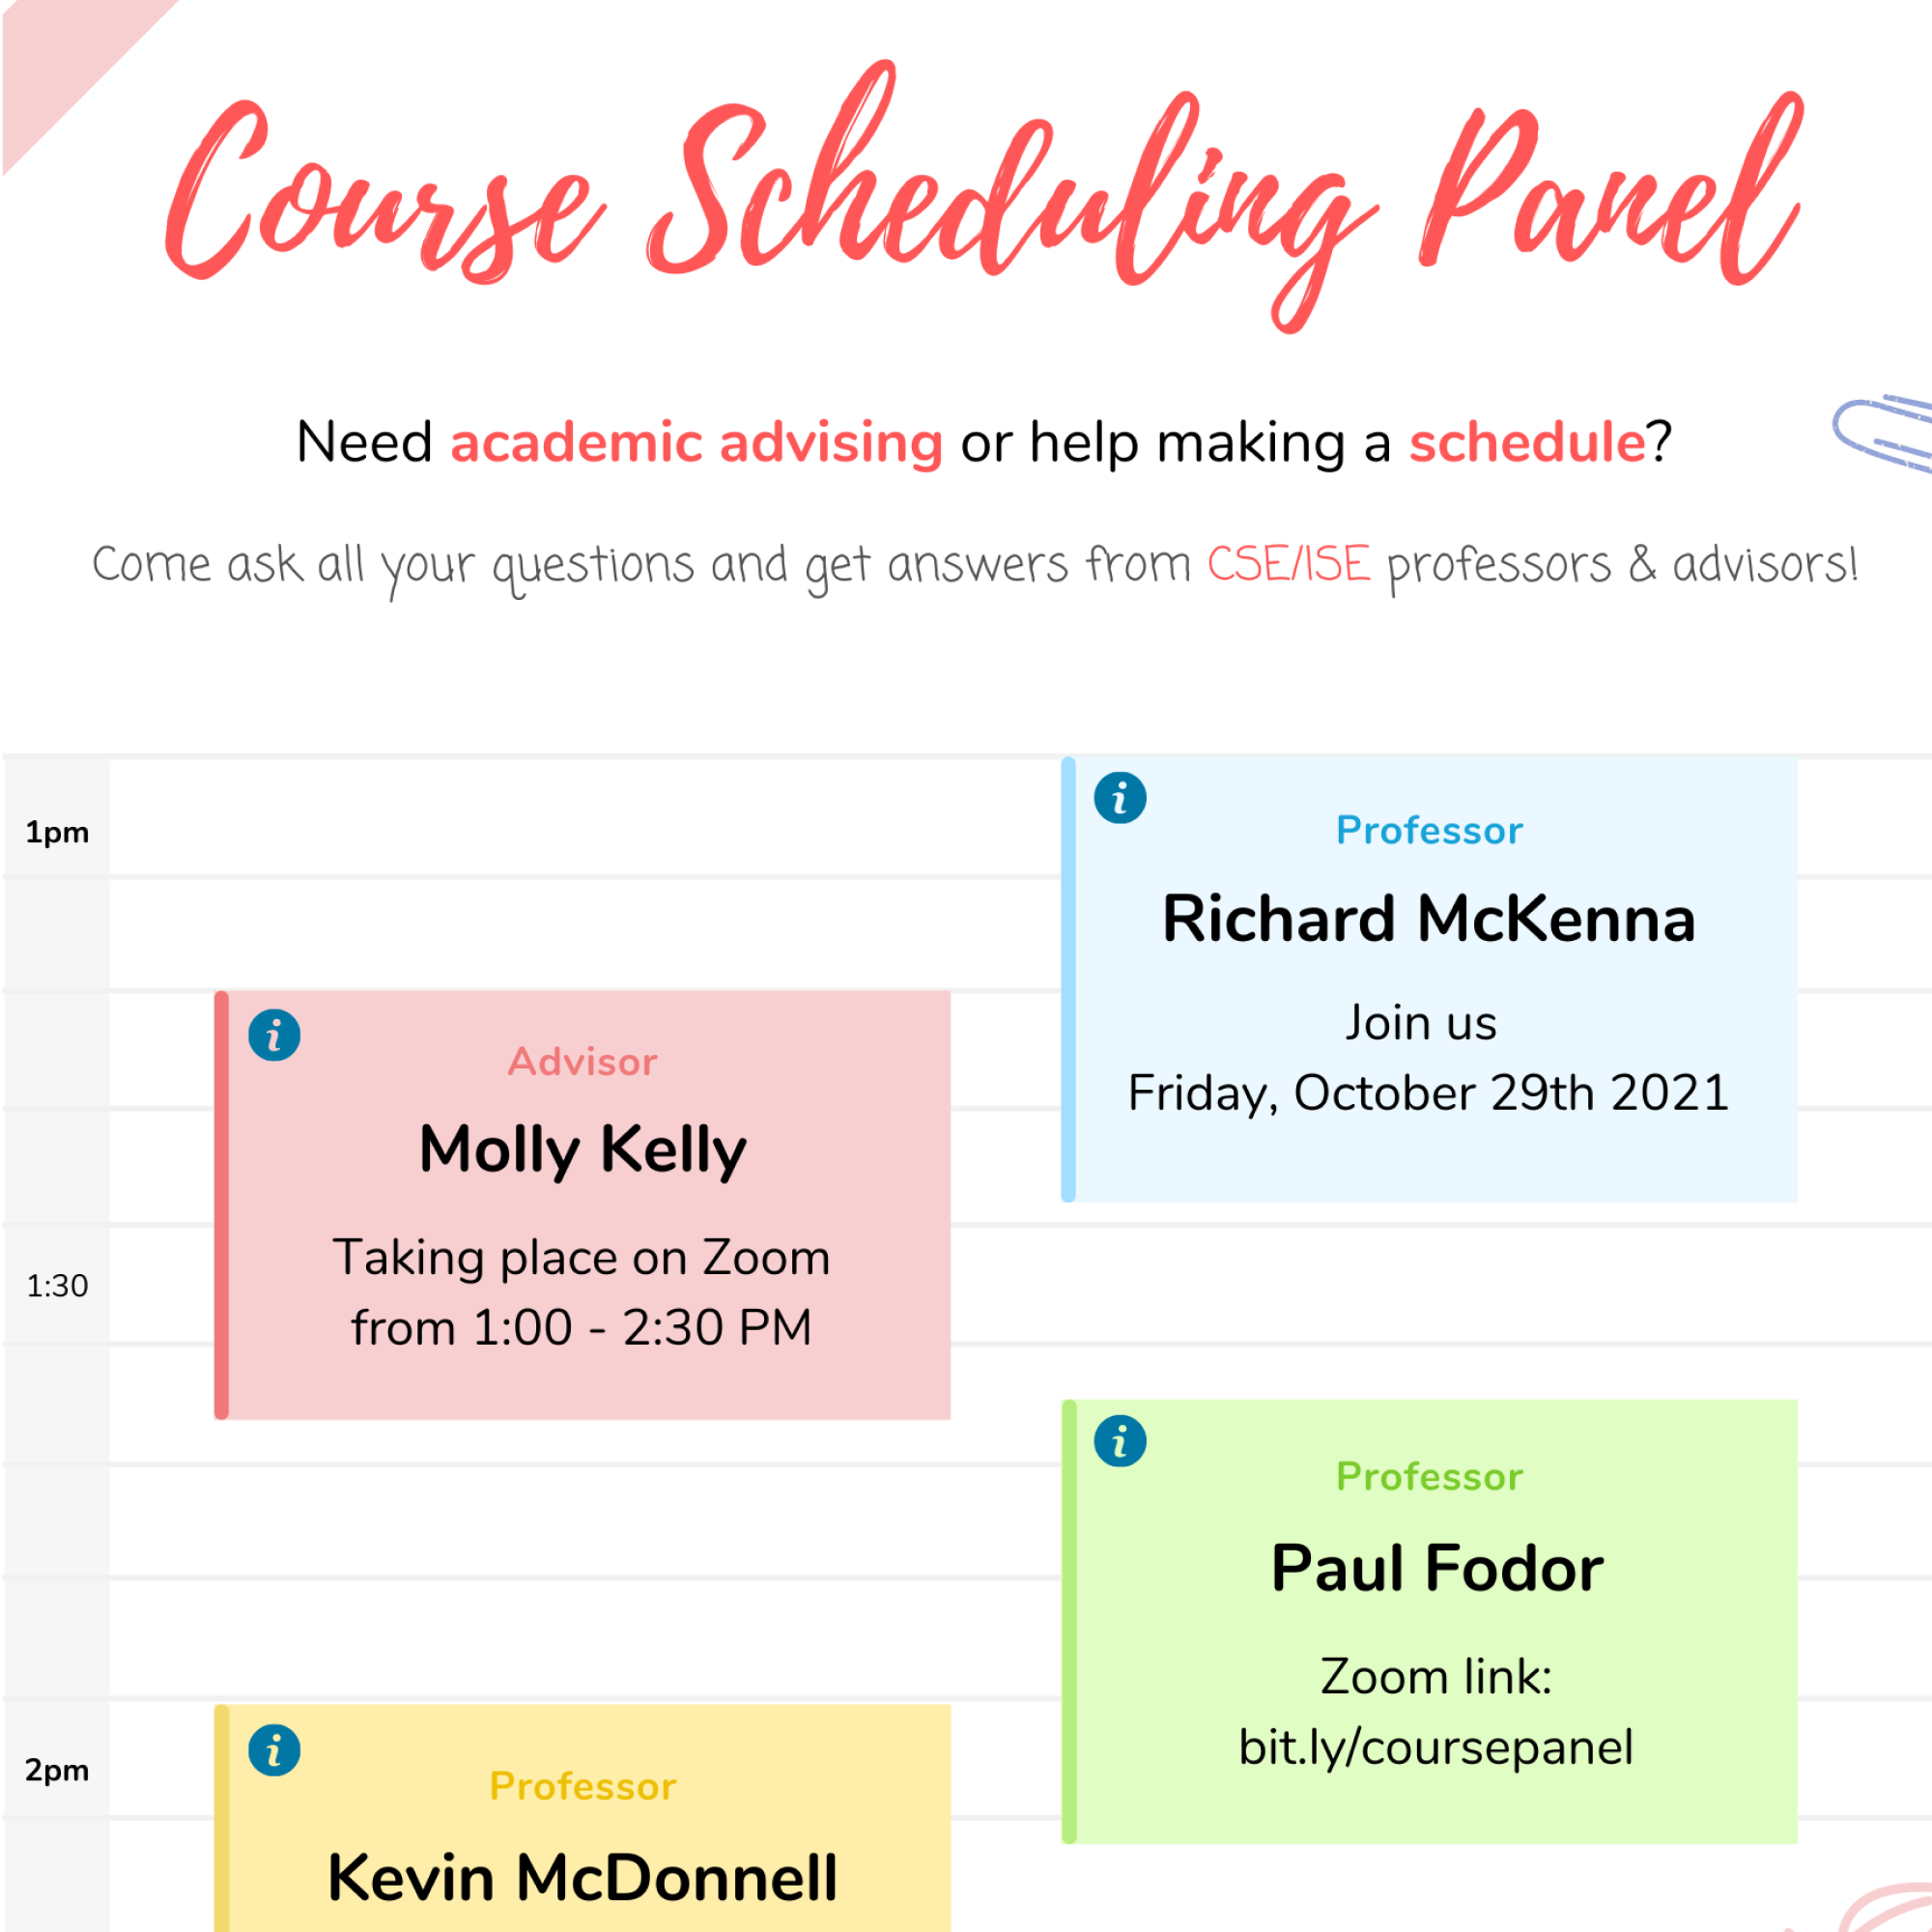 Course Scheduling Panel
Need academic advising or help making a schedule?
Come ask all your questions and get answers from CSE/ISE professors & advisors!
1pm
Professor
Richard McKenna
Join us
Friday, October 29th 2021
Advisor
Molly Kelly
Taking place on Zoom
from 1:00 - 2:30 PM
1:30
Professor
Paul Fodor
Zoom link:
bit.ly/coursepanel
2pm
Professor
Kevin McDonnell